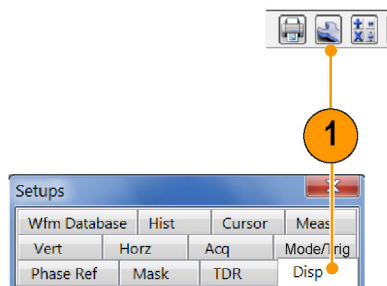 1
Setups
Wfm Database Hist Cursor Meas
Vert Horz Acq Mode/Trig
Phase Ref Mask TDR Disp